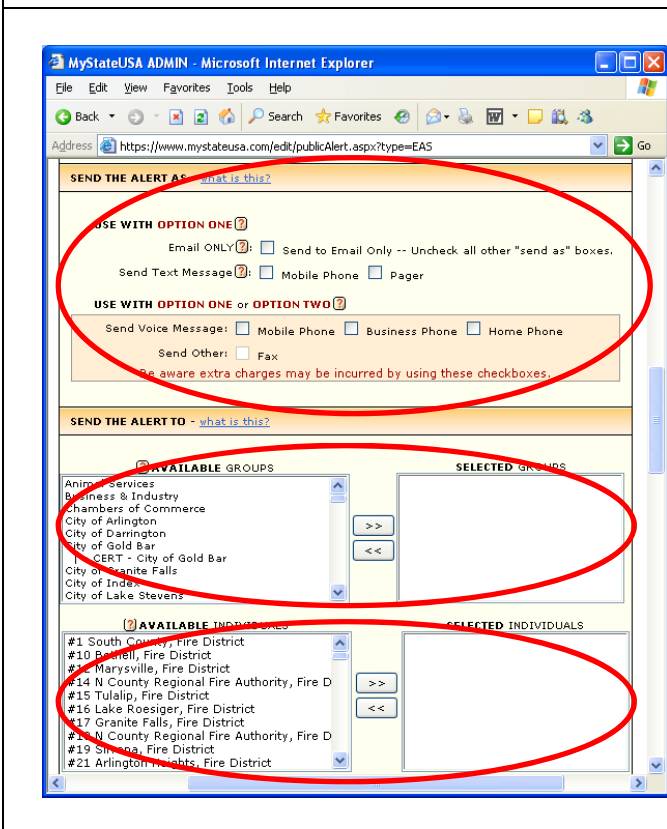 MyStateUSA ADMIN - Microsoft Internet Explorer
File Edit View Favorites Tools Help
Back Search Favorites
Address https://www.mystateusa.com/edit/publicAlert.aspx?type=EAS Go
SEND THE ALERT AS - what is this?
USE WITH OPTION ONE [?]
Email ONLY[?]: Send to Email Only -- Uncheck all other "send as" boxes.
Send Text Message[?]: Mobile Phone Pager
USE WITH OPTION ONE or OPTION TWO [?]
Send Voice Message: Mobile Phone Business Phone Home Phone
Send Other: Fax
Be aware extra charges may be incurred by using these checkboxes.
SEND THE ALERT TO - what is this?
[?] AVAILABLE GROUPS SELECTED GROUPS
Animal Services
Business & Industry
Chambers of Commerce
City of Arlington
City of Darrington
City of Gold Bar
| CERT - City of Gold Bar
City of Granite Falls
City of Index
City of Lake Stevens
>>
<<
[?] AVAILABLE INDIVIDUALS SELECTED INDIVIDUALS
#1 South County, Fire District
#10 Bothell, Fire District
#12 Marysville, Fire District
#14 N County Regional Fire Authority, Fire D
#15 Tulalip, Fire District
#16 Lake Roesiger, Fire District
#17 Granite Falls, Fire District
N County Regional Fire Authority, Fire D
#19 Silvana, Fire District
#21 Arlington Heights, Fire District
>>
<<